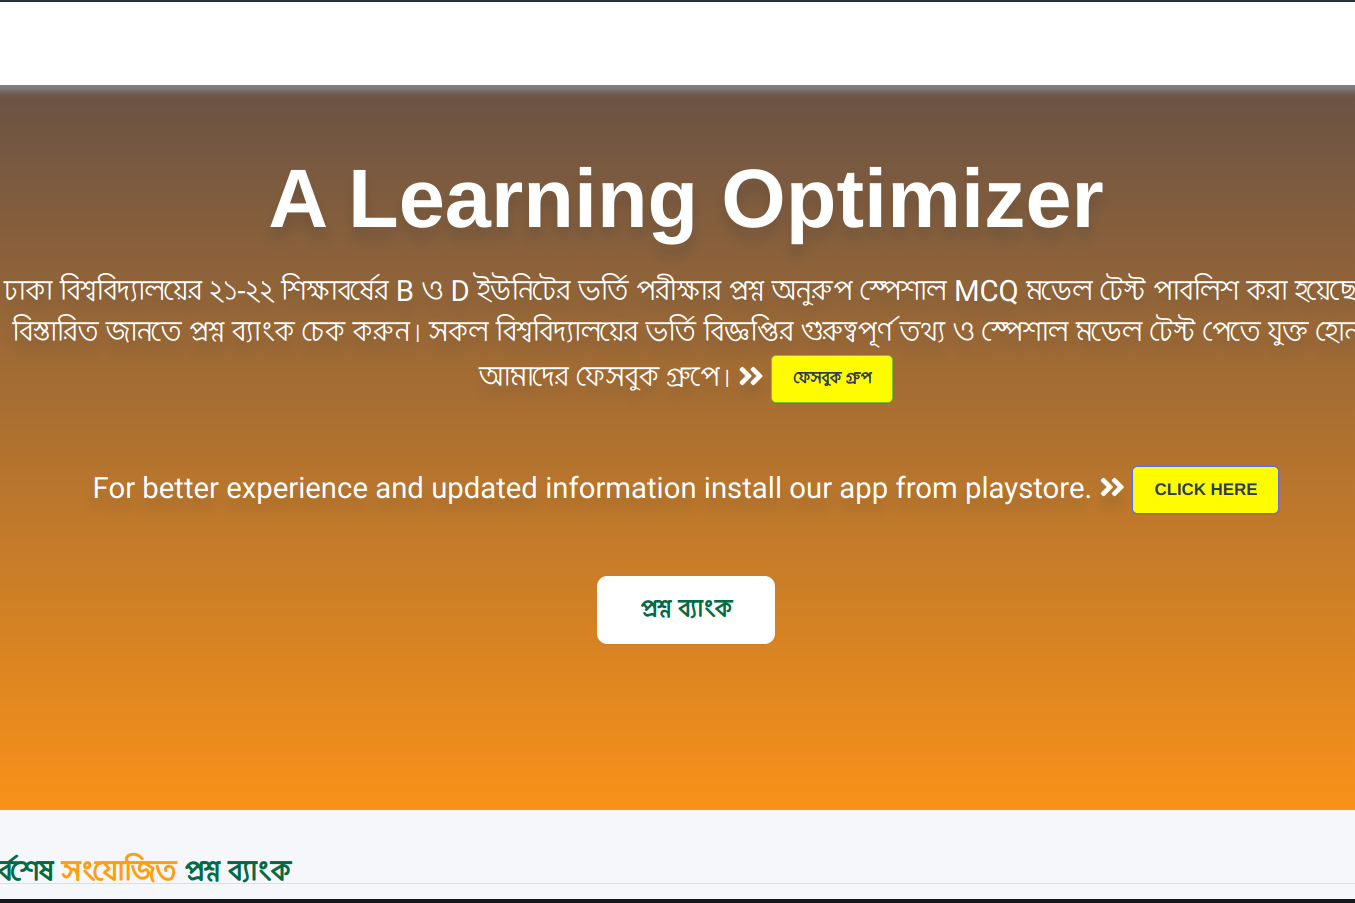 A Learning Optimizer
ঢাকা বিশ্ববিদ্যালয়ের ২১-২২ শিক্ষাবর্ষের B ও D ইউনিটের ভর্তি পরীক্ষার প্রশ্ন অনুরুপ স্পেশাল MCQ মডেল টেস্ট পাবলিশ করা হয়েছে
বিস্তারিত জানতে প্রশ্ন ব্যাংক চেক করুন। সকল বিশ্ববিদ্যালয়ের ভর্তি বিজ্ঞপ্তির গুরুত্বপূর্ণ তথ্য ও স্পেশাল মডেল টেস্ট পেতে যুক্ত হোন
আমাদের ফেসবুক গ্রুপে। » ফেসবুক গ্রুপ
For better experience and updated information install our app from playstore. » CLICK HERE
প্রশ্ন ব্যাংক
র্বশেষ সংযোজিত প্রশ্ন ব্যাংক